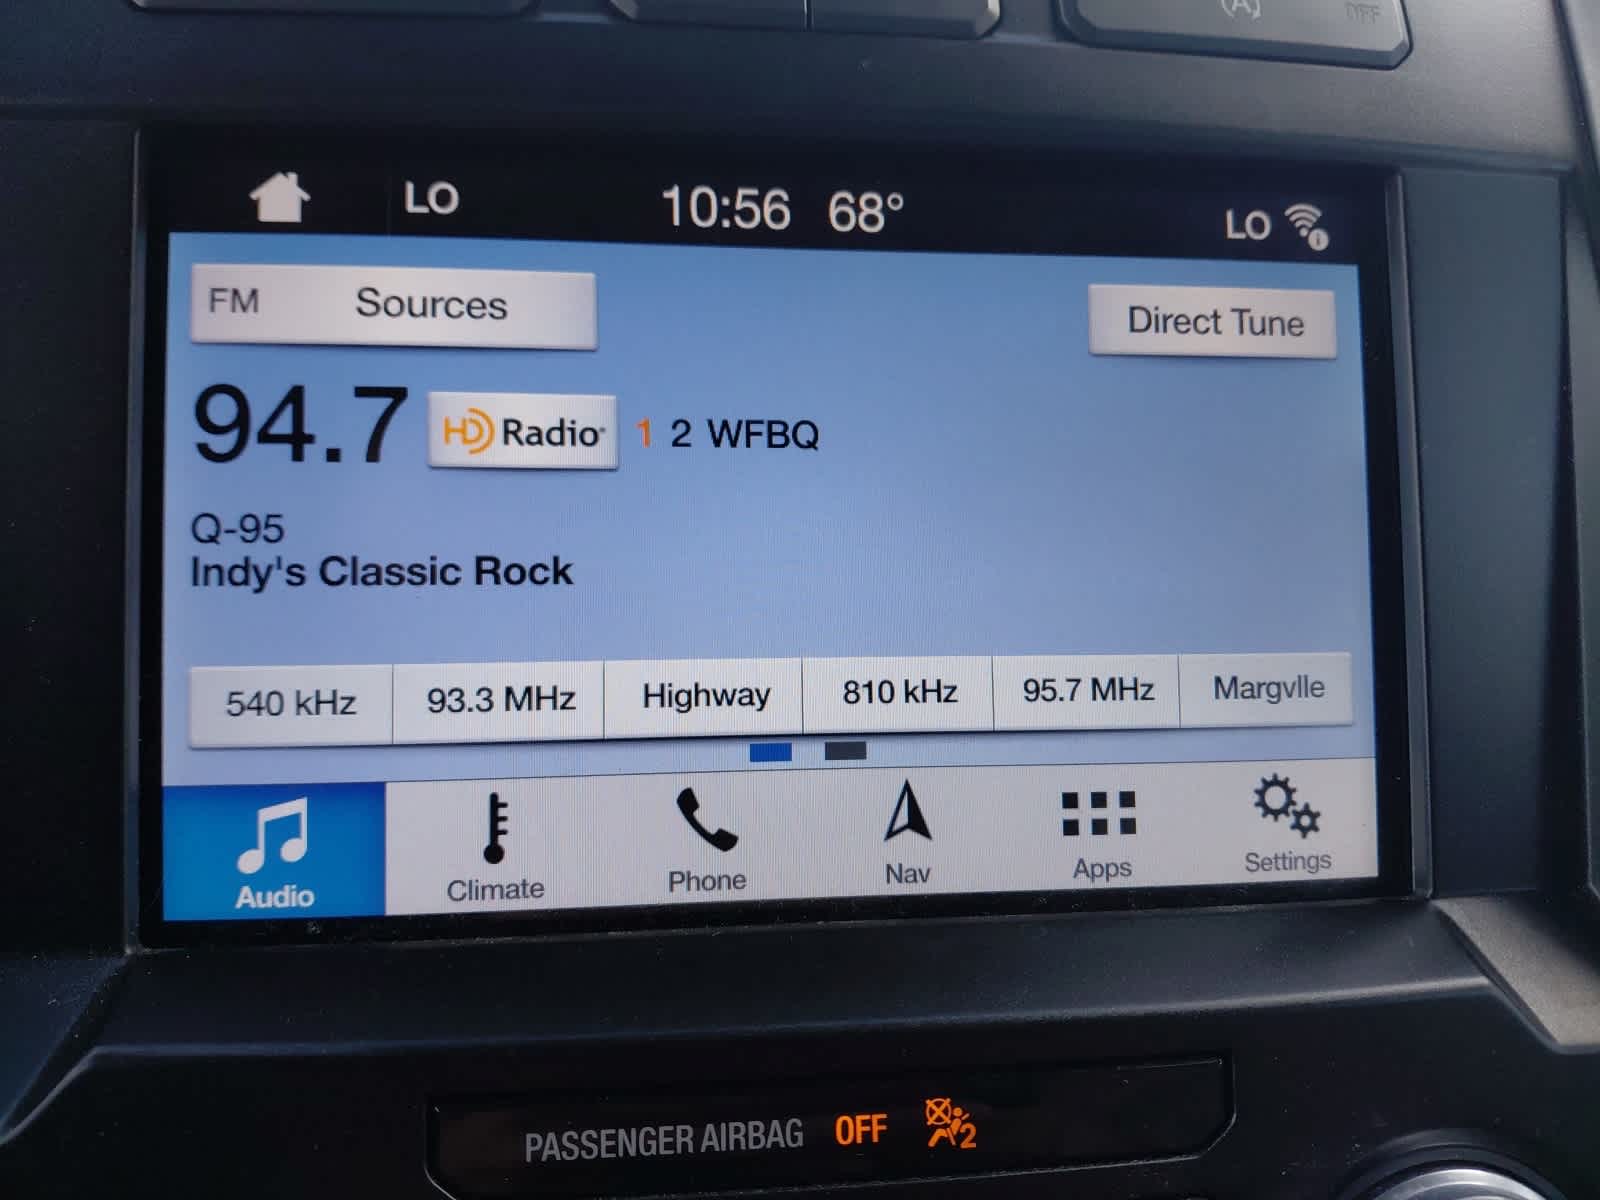 OFF
LO 10:56 68° LO
FM Sources Direct Tune
94.7 HD Radio 1 2 WFBQ
Q-95
Indy's Classic Rock
540 kHz 93.3 MHz Highway 810 kHz 95.7 MHz Margvlle
Audio Climate Phone Nav Apps Settings
PASSENGER AIRBAG OFF 2